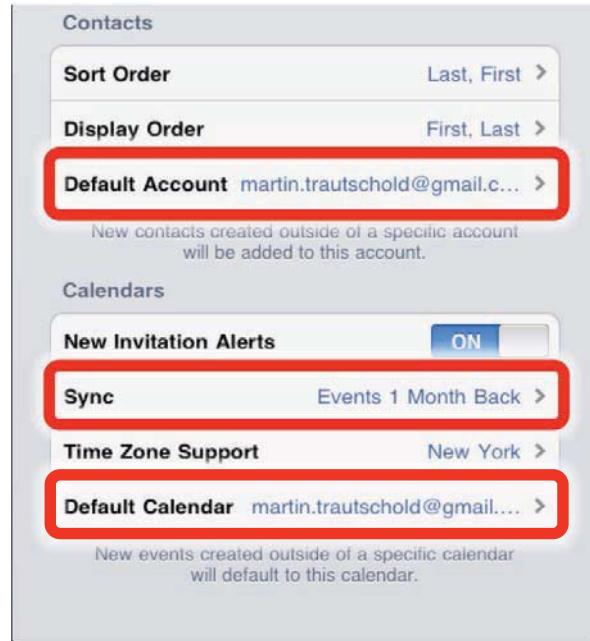 Contacts
Sort Order Last, First >
Display Order First, Last >
Default Account martin.trautschold@gmail.c... >
New contacts created outside of a specific account
will be added to this account.
Calendars
New Invitation Alerts ON
Sync Events 1 Month Back >
Time Zone Support New York >
Default Calendar martin.trautschold@gmail.... >
New events created outside of a specific calendar
will default to this calendar.